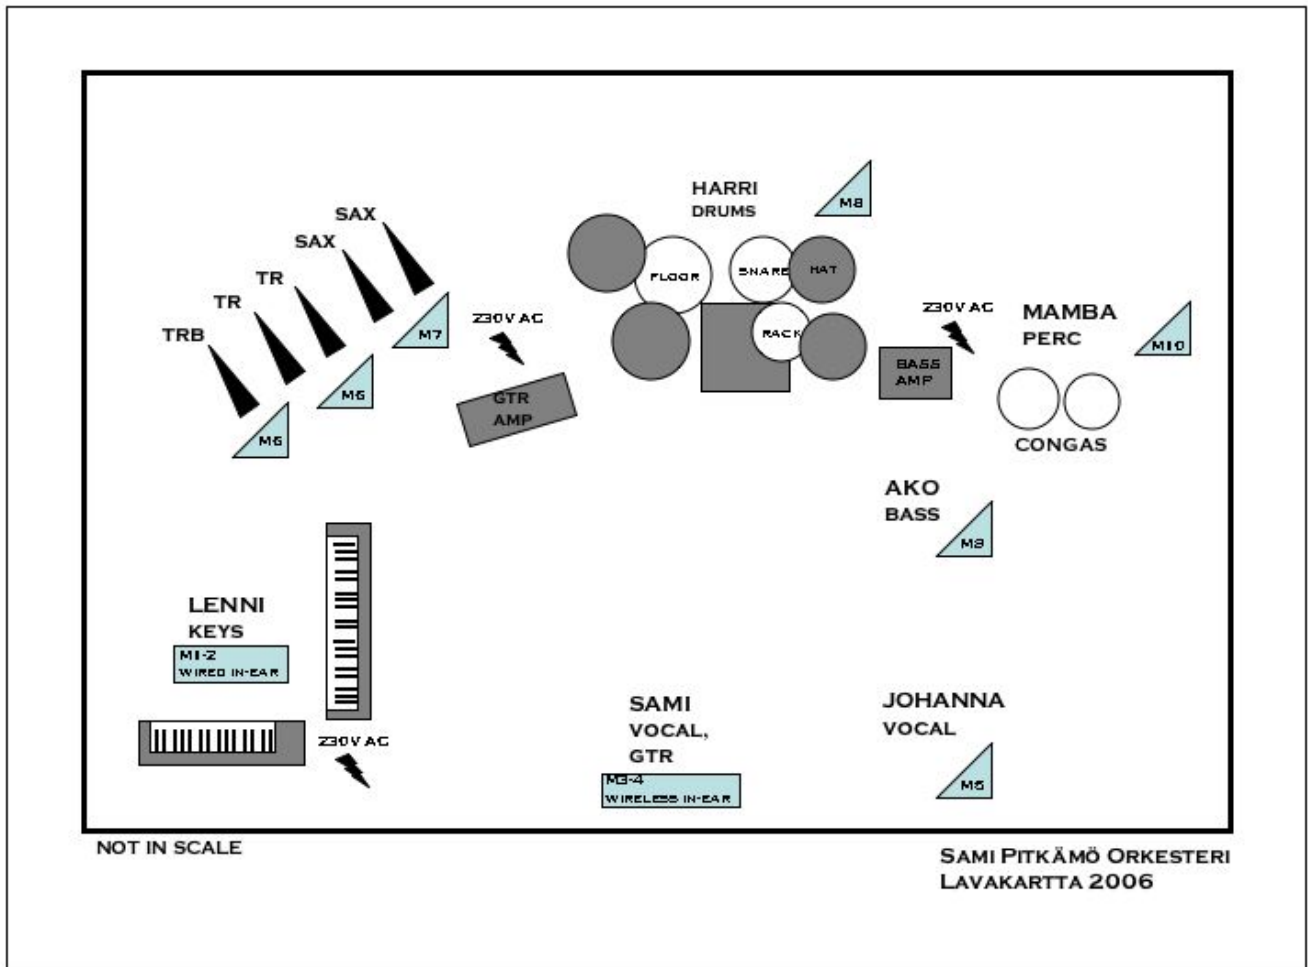 HARRI
DRUMS
M8
SAX
SAX
TR
TR
TRB
M7
M6
M6
230V AC
GTR
AMP
FLOOR
SNARE
HAT
RACK
230V AC
BASS
AMP
MAMBA
PERC
M10
CONGAS
AKO
BASS
M9
LENNI
KEYS
M1-2
WIRED IN-EAR
230V AC
SAMI
VOCAL,
GTR
M3-4
WIRELESS IN-EAR
JOHANNA
VOCAL
M5
NOT IN SCALE
SAMI PITKÄMÖ ORKESTERI
LAVAKARTTA 2006